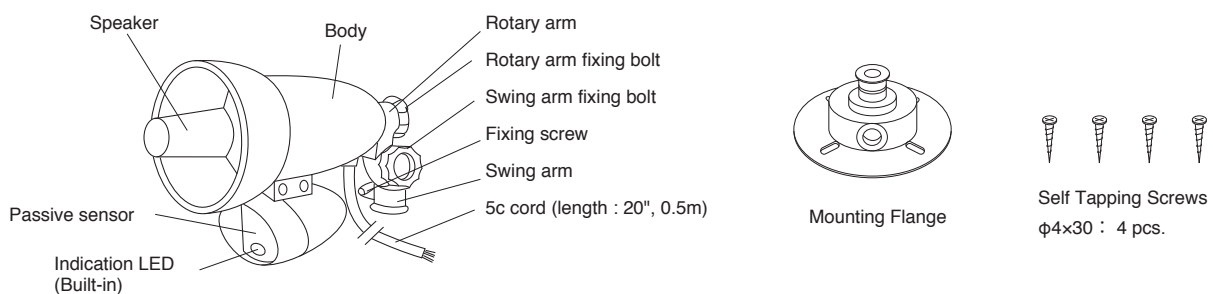 Speaker
Body
Rotary arm
Rotary arm fixing bolt
Swing arm fixing bolt
Fixing screw
Swing arm
5c cord (length : 20", 0.5m)
Passive sensor
Indication LED
(Built-in)
Mounting Flange
Self Tapping Screws
φ4×30： 4 pcs.